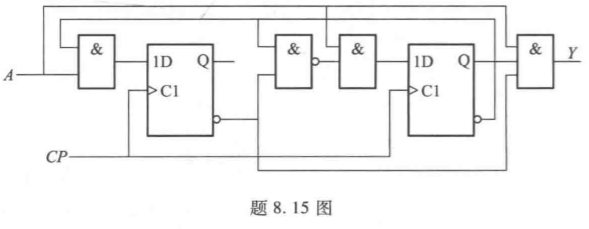 & & & &
1D Q 1D Q
A
C1 C1
Y
CP
题 8.15 图